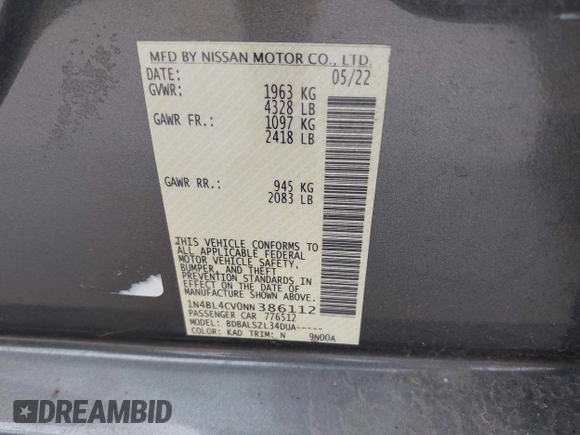 MFD BY NISSAN MOTOR CO., LTD.
DATE: 05/22
GVWR: 1963 KG
4328 LB
GAWR FR.: 1097 KG
2418 LB
GAWR RR.: 945 KG
2083 LB
THIS VEHICLE CONFORMS TO
ALL APPLICABLE FEDERAL
MOTOR VEHICLE SAFETY,
BUMPER, AND THEFT
PREVENTION STANDARDS IN
EFFECT ON THE DATE OF
MANUFACTURE SHOWN ABOVE.
1N4BL4CV0NN386112
PASSENGER CAR 776512
MODEL: BDBALSZL34DUA-----
COLOR: KAD TRIM: N 9N00A
DREAMBID